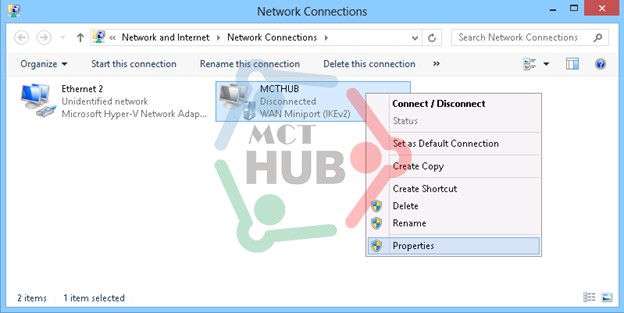 Network Connections
« Network and Internet Network Connections
Search Network Connections
Organize Start this connection Rename this connection Delete this connection »
Ethernet 2
Unidentified network
Microsoft Hyper-V Network Adap...
MCTHUB
Disconnected
WAN Miniport (IKEv2)
MCT
HUB
Connect / Disconnect
Status
Set as Default Connection
Create Copy
Create Shortcut
Delete
Rename
Properties
2 items 1 item selected